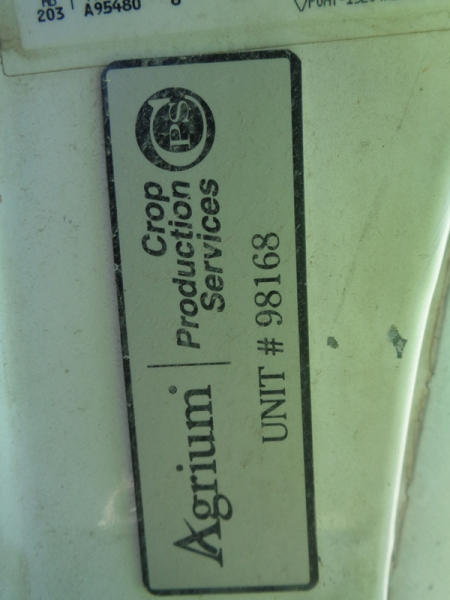 203 A95480
Agrium
Crop
Production
Services
CPS
UNIT # 98168